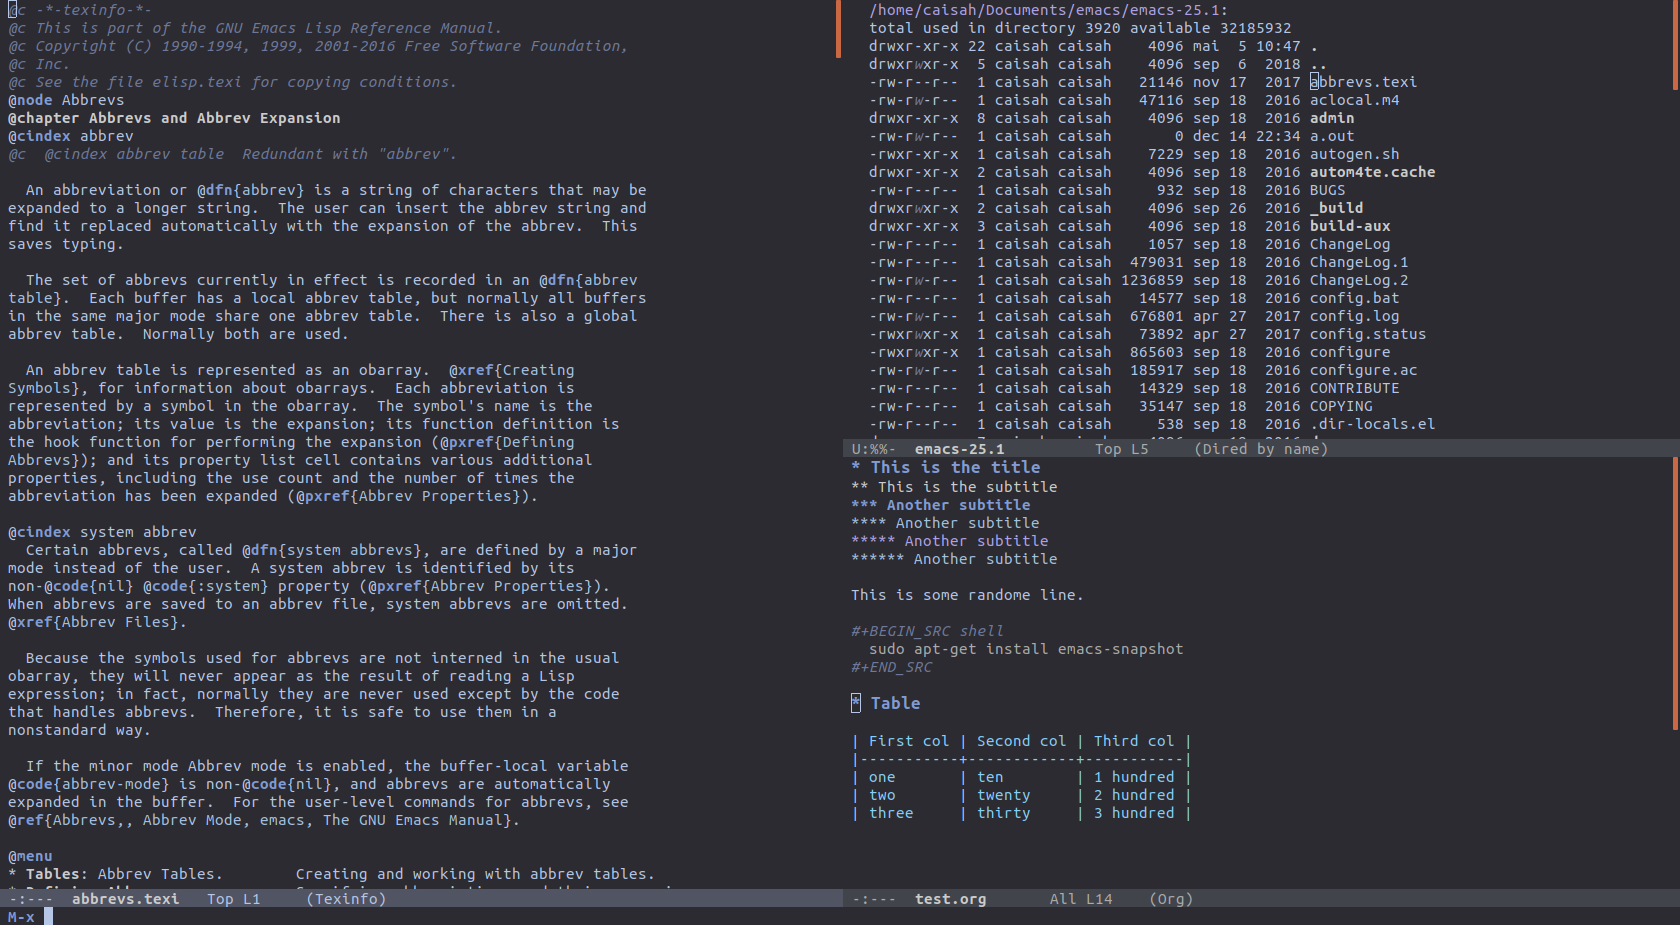 @c -*-texinfo-*-
@c This is part of the GNU Emacs Lisp Reference Manual.
@c Copyright (C) 1990-1994, 1999, 2001-2016 Free Software Foundation,
@c Inc.
@c See the file elisp.texi for copying conditions.
@node Abbrevs
@chapter Abbrevs and Abbrev Expansion
@cindex abbrev
@c  @cindex abbrev table  Redundant with "abbrev".

  An abbreviation or @dfn{abbrev} is a string of characters that may be
expanded to a longer string.  The user can insert the abbrev string and
find it replaced automatically with the expansion of the abbrev.  This
saves typing.

  The set of abbrevs currently in effect is recorded in an @dfn{abbrev
table}.  Each buffer has a local abbrev table, but normally all buffers
in the same major mode share one abbrev table.  There is also a global
abbrev table.  Normally both are used.

  An abbrev table is represented as an obarray.  @xref{Creating
Symbols}, for information about obarrays.  Each abbreviation is
represented by a symbol in the obarray.  The symbol's name is the
abbreviation; its value is the expansion; its function definition is
the hook function for performing the expansion (@pxref{Defining
Abbrevs}); and its property list cell contains various additional
properties, including the use count and the number of times the
abbreviation has been expanded (@pxref{Abbrev Properties}).

@cindex system abbrev
  Certain abbrevs, called @dfn{system abbrevs}, are defined by a major
mode instead of the user.  A system abbrev is identified by its
non-@code{nil} @code{:system} property (@pxref{Abbrev Properties}).
When abbrevs are saved to an abbrev file, system abbrevs are omitted.
@xref{Abbrev Files}.

  Because the symbols used for abbrevs are not interned in the usual
obarray, they will never appear as the result of reading a Lisp
expression; in fact, normally they are never used except by the code
that handles abbrevs.  Therefore, it is safe to use them in a
nonstandard way.

  If the minor mode Abbrev mode is enabled, the buffer-local variable
@code{abbrev-mode} is non-@code{nil}, and abbrevs are automatically
expanded in the buffer.  For the user-level commands for abbrevs, see
@ref{Abbrevs,, Abbrev Mode, emacs, The GNU Emacs Manual}.

@menu
* Tables: Abbrev Tables.        Creating and working with abbrev tables.
-:---  abbrevs.texi   Top L1     (Texinfo)
M-x
/home/caisah/Documents/emacs/emacs-25.1:
total used in directory 3920 available 32185932
drwxr-xr-x 22 caisah caisah    4096 mai  5 10:47 .
drwxrwxr-x  5 caisah caisah    4096 sep  6  2018 ..
-rw-r--r--  1 caisah caisah   21146 nov 17  2017 abbrevs.texi
-rw-rw-r--  1 caisah caisah   47116 sep 18  2016 aclocal.m4
drwxr-xr-x  8 caisah caisah    4096 sep 18  2016 admin
-rw-rw-r--  1 caisah caisah       0 dec 14 22:34 a.out
-rwxr-xr-x  1 caisah caisah    7229 sep 18  2016 autogen.sh
drwxr-xr-x  2 caisah caisah    4096 sep 18  2016 autom4te.cache
-rw-r--r--  1 caisah caisah     932 sep 18  2016 BUGS
drwxrwxr-x  2 caisah caisah    4096 sep 26  2016 _build
drwxr-xr-x  3 caisah caisah    4096 sep 18  2016 build-aux
-rw-r--r--  1 caisah caisah    1057 sep 18  2016 ChangeLog
-rw-r--r--  1 caisah caisah  479031 sep 18  2016 ChangeLog.1
-rw-rw-r--  1 caisah caisah 1236859 sep 18  2016 ChangeLog.2
-rw-r--r--  1 caisah caisah   14577 sep 18  2016 config.bat
-rw-rw-r--  1 caisah caisah  676801 apr 27  2017 config.log
-rwxrwxr-x  1 caisah caisah   73892 apr 27  2017 config.status
-rwxrwxr-x  1 caisah caisah  865603 sep 18  2016 configure
-rw-rw-r--  1 caisah caisah  185917 sep 18  2016 configure.ac
-rw-r--r--  1 caisah caisah   14329 sep 18  2016 CONTRIBUTE
-rw-r--r--  1 caisah caisah   35147 sep 18  2016 COPYING
-rw-r--r--  1 caisah caisah     538 sep 18  2016 .dir-locals.el
U:%%-  emacs-25.1          Top L5     (Dired by name)
* This is the title
** This is the subtitle
*** Another subtitle
**** Another subtitle
***** Another subtitle
****** Another subtitle

This is some randome line.

#+BEGIN_SRC shell
  sudo apt-get install emacs-snapshot
#+END_SRC

* Table

| First col | Second col | Third col |
|-----------+------------+-----------|
| one       | ten        | 1 hundred |
| two       | twenty     | 2 hundred |
| three     | thirty     | 3 hundred |
-:---  test.org       All L14    (Org)